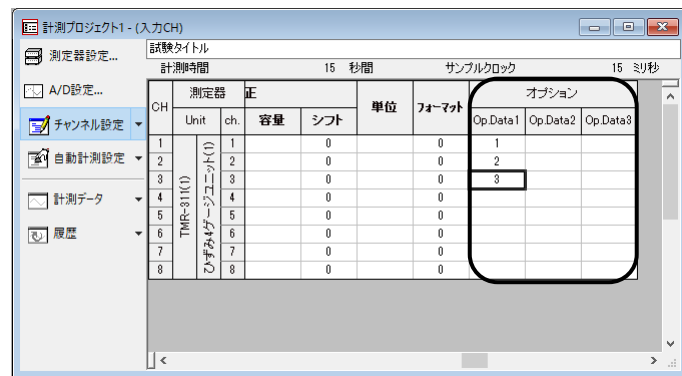 計測プロジェクト1 - (入力CH)
測定器設定...
A/D設定...
チャンネル設定
自動計測設定
計測データ
履歴
試験タイトル
計測時間 15 秒間 サンプルクロック 15 ミリ秒
CH 測定器 正 単位 フォーマット オプション
Unit ch. 容量 シフト Op.Data1 Op.Data2 Op.Data3
TMR-311(1)
ひずみ4ゲージユニット(1)
1 1 0 0 1
2 2 0 0 2
3 3 0 0 3
4 4 0 0
5 5 0 0
6 6 0 0
7 7 0 0
8 8 0 0